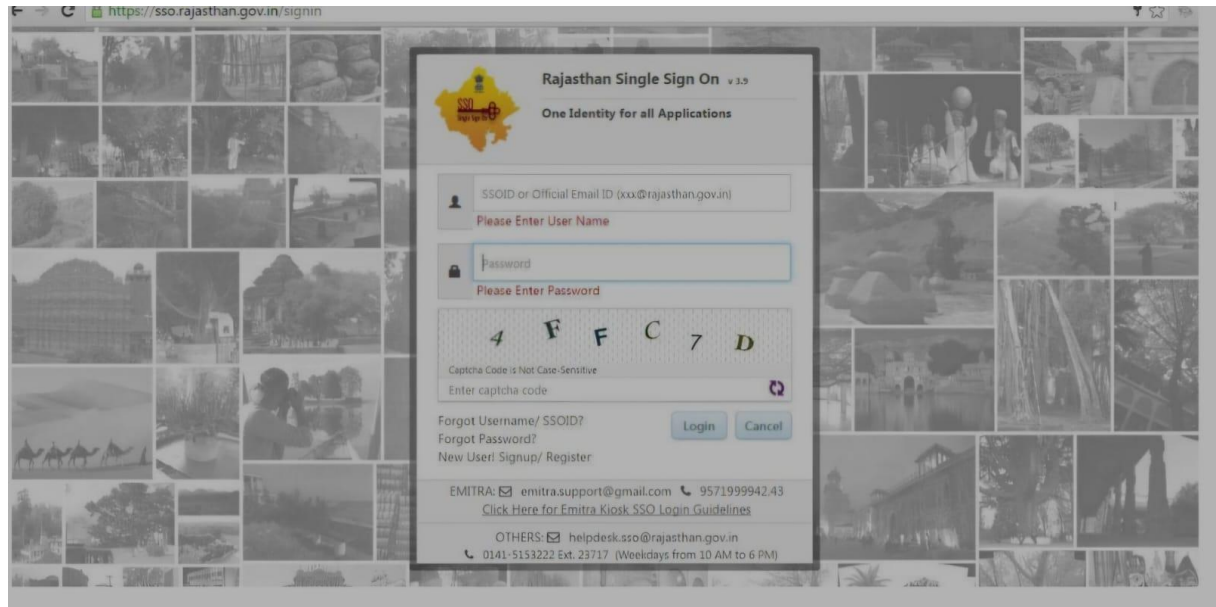 https://sso.rajasthan.gov.in/signin
SSO
Single Sign On
Rajasthan Single Sign On v 3.9
One Identity for all Applications
SSOID or Official Email ID (xxx@rajasthan.gov.in)
Please Enter User Name
Password
Please Enter Password
4 F F C 7 D
Captcha Code is Not Case-Sensitive
Enter captcha code
Forgot Username/ SSOID?
Forgot Password?
New User! Signup/ Register
Login Cancel
EMITRA: emitra.support@gmail.com 9571999942.43
Click Here for Emitra Kiosk SSO Login Guidelines
OTHERS: helpdesk.sso@rajasthan.gov.in
0141-5153222 Ext. 23717 (Weekdays from 10 AM to 6 PM)